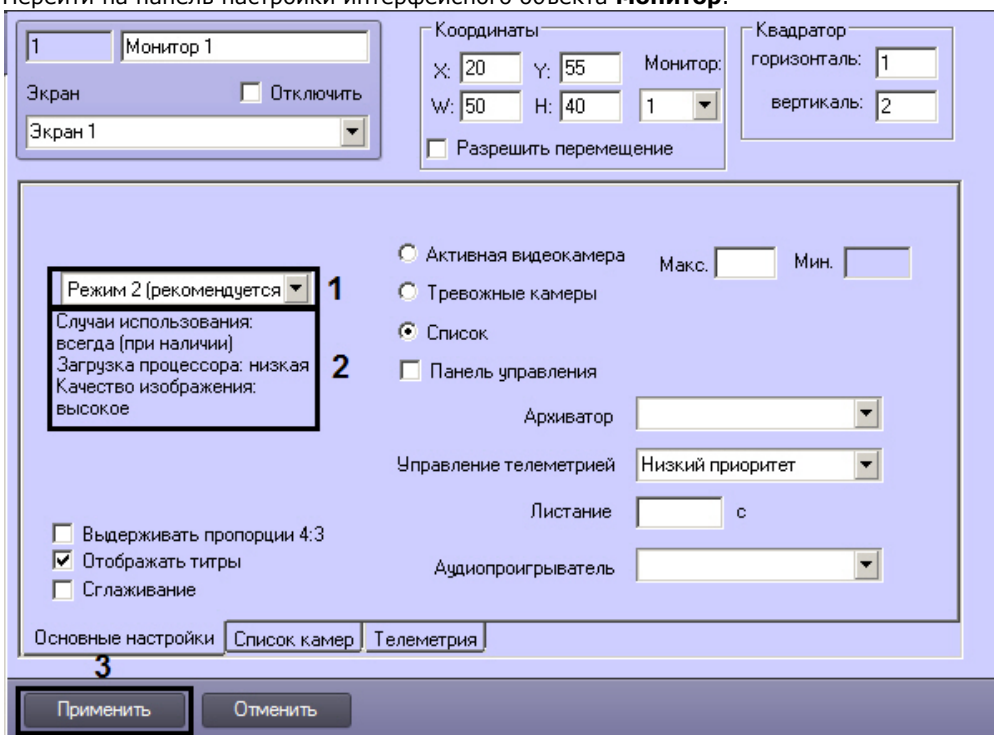 Перейти на панель настройки интерфейсного объекта Монитор.
1 Монитор 1
Экран Отключить
Экран 1
Координаты
X: 20 Y: 55 Монитор:
W: 50 H: 40 1
Разрешить перемещение
Квадратор
горизонталь: 1
вертикаль: 2
Режим 2 (рекомендуется 1
Случаи использования:
всегда (при наличии)
Загрузка процессора: низкая
Качество изображения:
высокое
2
Активная видеокамера Макс. Мин.
Тревожные камеры
Список
Панель управления
Архиватор
Управление телеметрией Низкий приоритет
Листание с
Аудиопроигрыватель
Выдерживать пропорции 4:3
Отображать титры
Сглаживание
Основные настройки Список камер Телеметрия
3
Применить Отменить